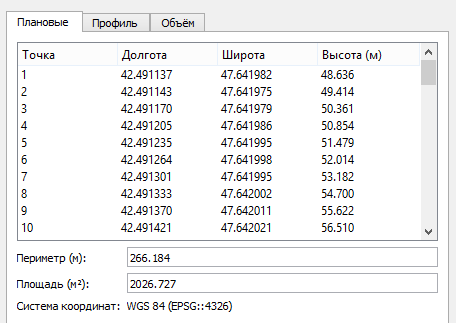 Плановые Профиль Объём
Точка Долгота Широта Высота (м)
1 42.491137 47.641982 48.636
2 42.491143 47.641975 49.414
3 42.491170 47.641979 50.361
4 42.491205 47.641986 50.854
5 42.491235 47.641995 51.479
6 42.491264 47.641998 52.014
7 42.491301 47.641995 53.182
8 42.491333 47.642002 54.700
9 42.491370 47.642011 55.622
10 42.491421 47.642021 56.510
Периметр (м): 266.184
Площадь (м²): 2026.727
Система координат: WGS 84 (EPSG::4326)